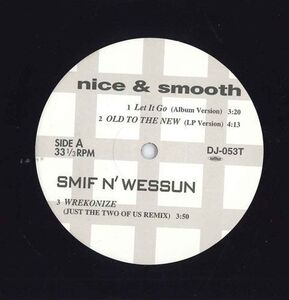 nice & smooth
1 Let It Go (Album Version) 3:20
2 OLD TO THE NEW (LP Version) 4:13
SIDE A
33 1/3 RPM
DJ-053T
SMIF N' WESSUN
3 WREKONIZE
(JUST THE TWO OF US REMIX) 3:50